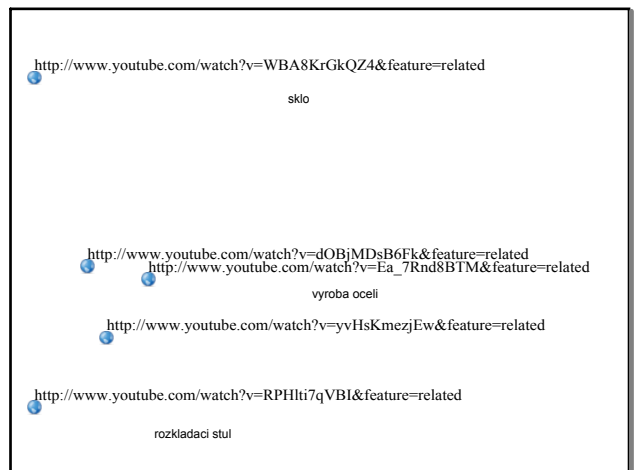 http://www.youtube.com/watch?v=WBA8KrGkQZ4&feature=related
sklo
http://www.youtube.com/watch?v=dOBjMDsB6Fk&feature=related
http://www.youtube.com/watch?v=Ea_7Rnd8BTM&feature=related
vyroba oceli
http://www.youtube.com/watch?v=yvHsKmezjEw&feature=related
http://www.youtube.com/watch?v=RPHlti7qVBI&feature=related
rozkladaci stul